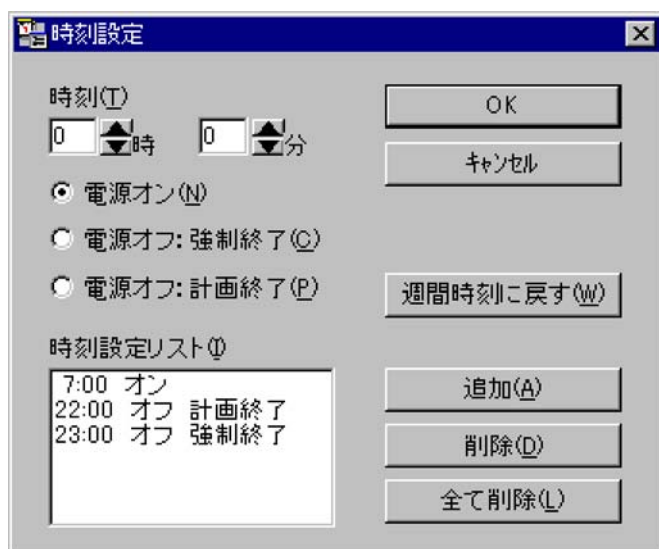 時刻設定
時刻(T)
0 時 0 分
電源オン(N)
電源オフ: 強制終了(C)
電源オフ: 計画終了(P)
時刻設定リスト(I)
7:00 オン
22:00 オフ 計画終了
23:00 オフ 強制終了
OK
キャンセル
週間時刻に戻す(W)
追加(A)
削除(D)
全て削除(L)